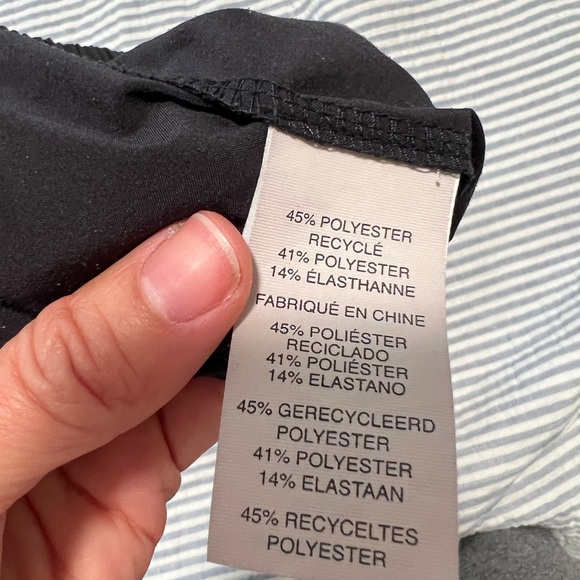 45% POLYESTER
RECYCLÉ
41% POLYESTER
14% ÉLASTHANNE
FABRIQUÉ EN CHINE
45% POLIÉSTER
RECICLADO
41% POLIÉSTER
14% ELASTANO
45% GERECYCLEERD
POLYESTER
41% POLYESTER
14% ELASTAAN
45% RECYCELTES
POLYESTER